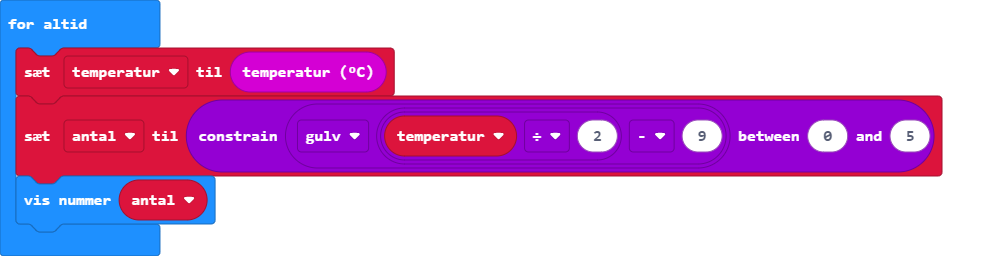 for altid
sæt temperatur til temperatur (ºC)
sæt antal til constrain gulv temperatur ÷ 2 - 9 between 0 and 5
vis nummer antal